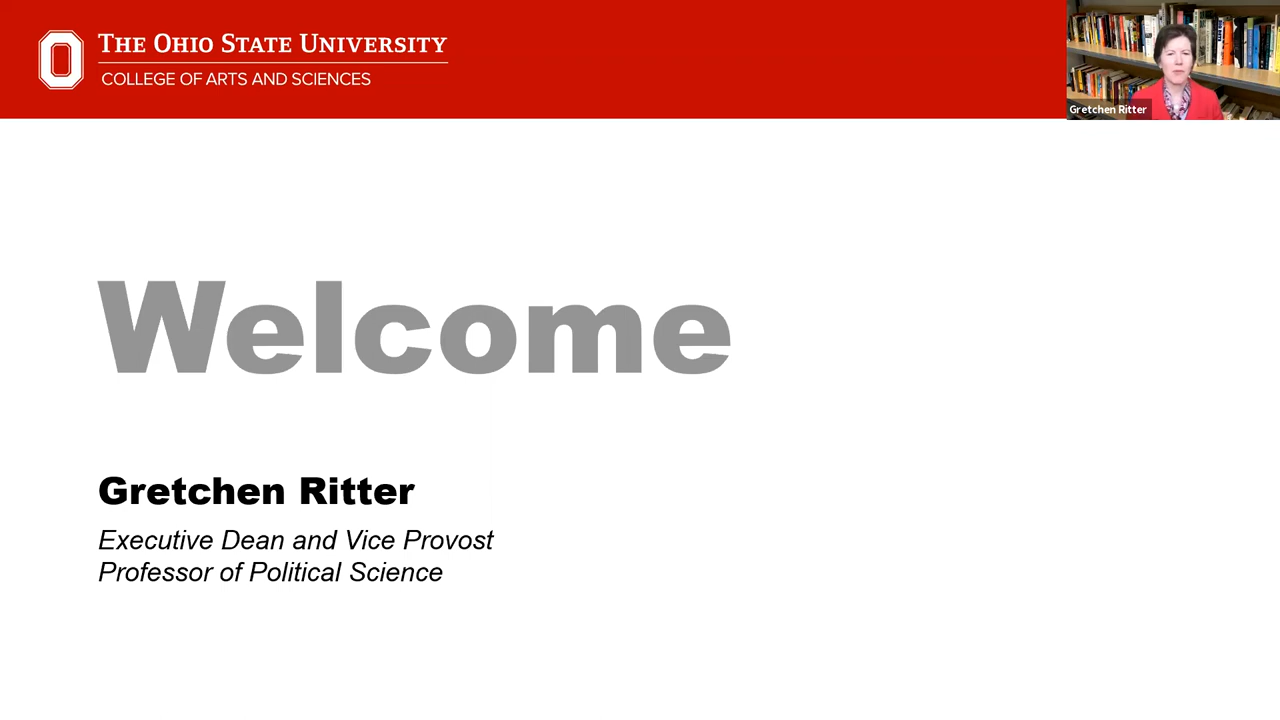 THE OHIO STATE UNIVERSITY
COLLEGE OF ARTS AND SCIENCES
Gretchen Ritter
Welcome
Gretchen Ritter
Executive Dean and Vice Provost
Professor of Political Science